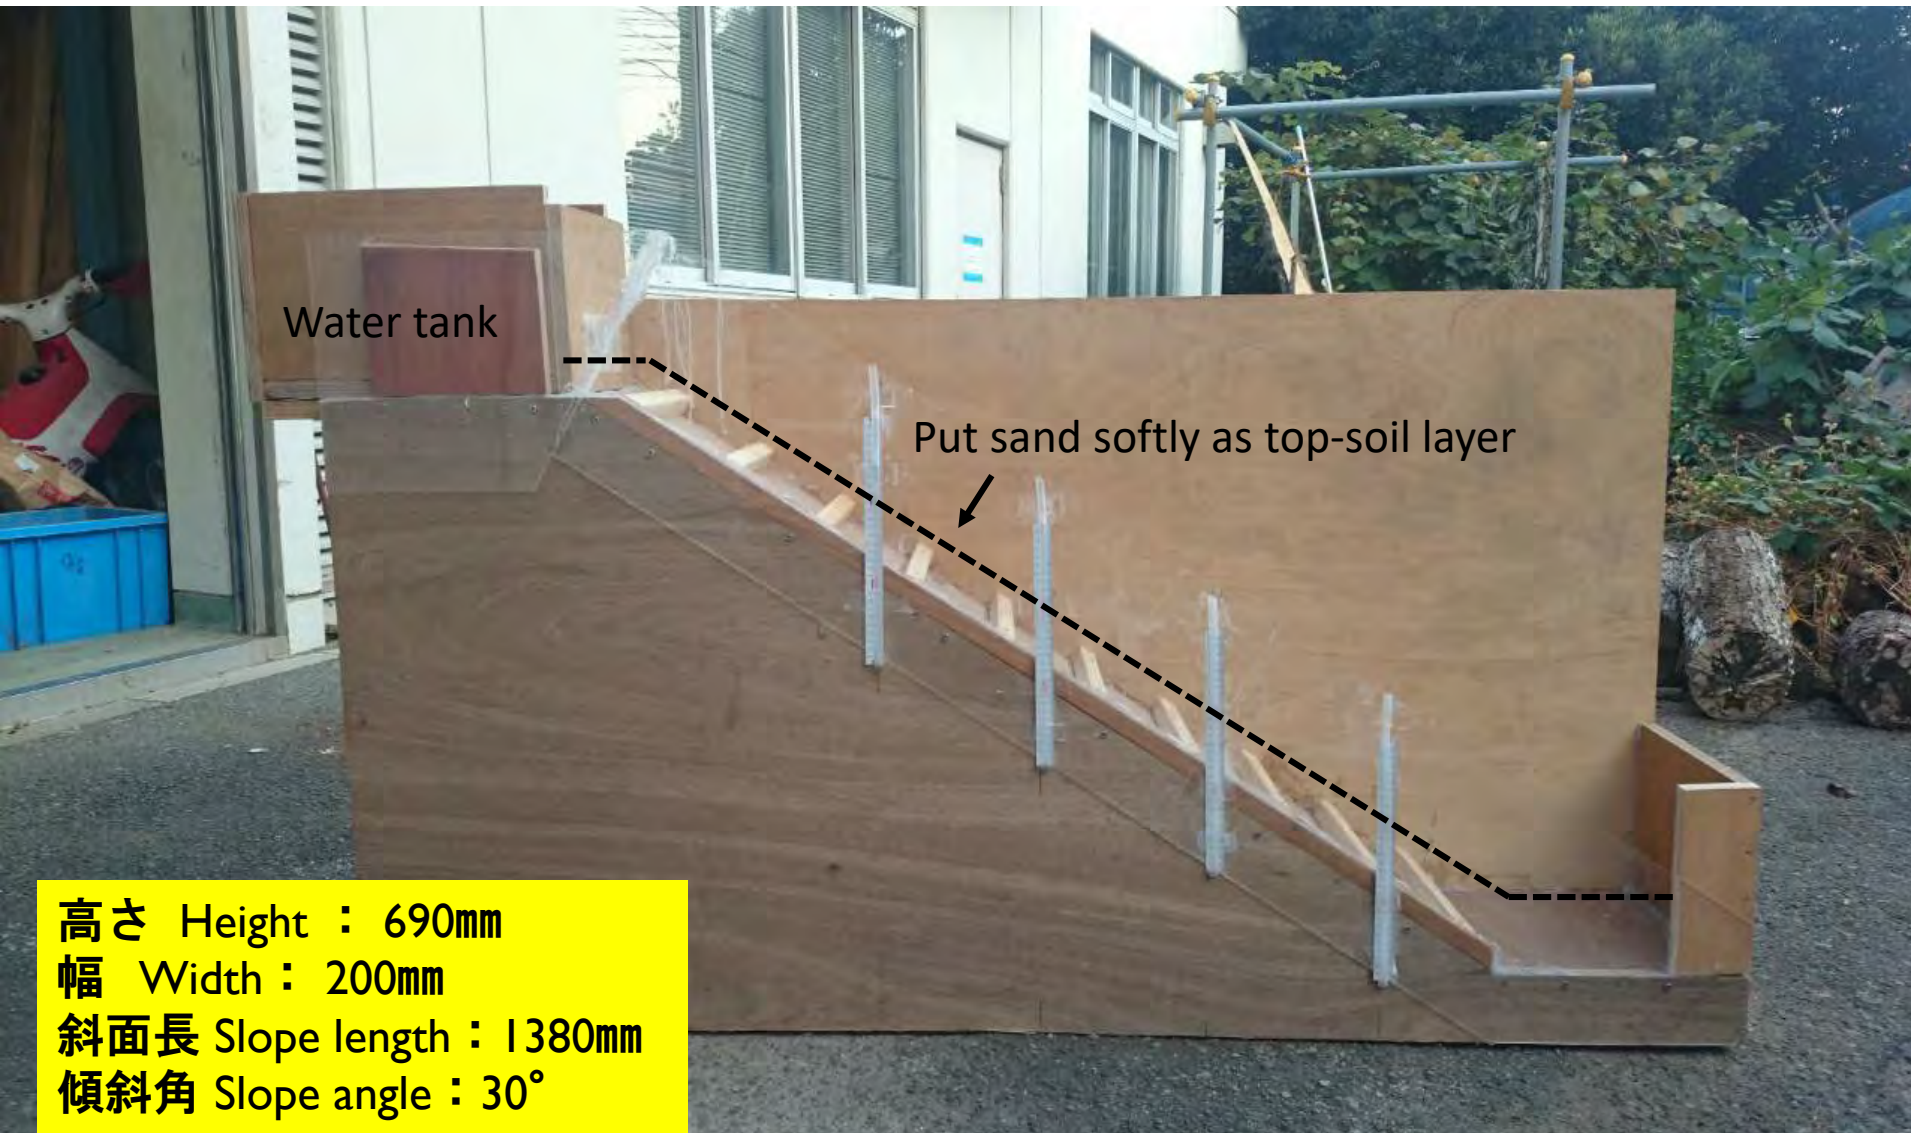 Water tank
Put sand softly as top-soil layer
高さ Height : 690㎜
幅 Width: 200㎜
斜面長 Slope length:1380㎜
傾斜角 Slope angle:30°